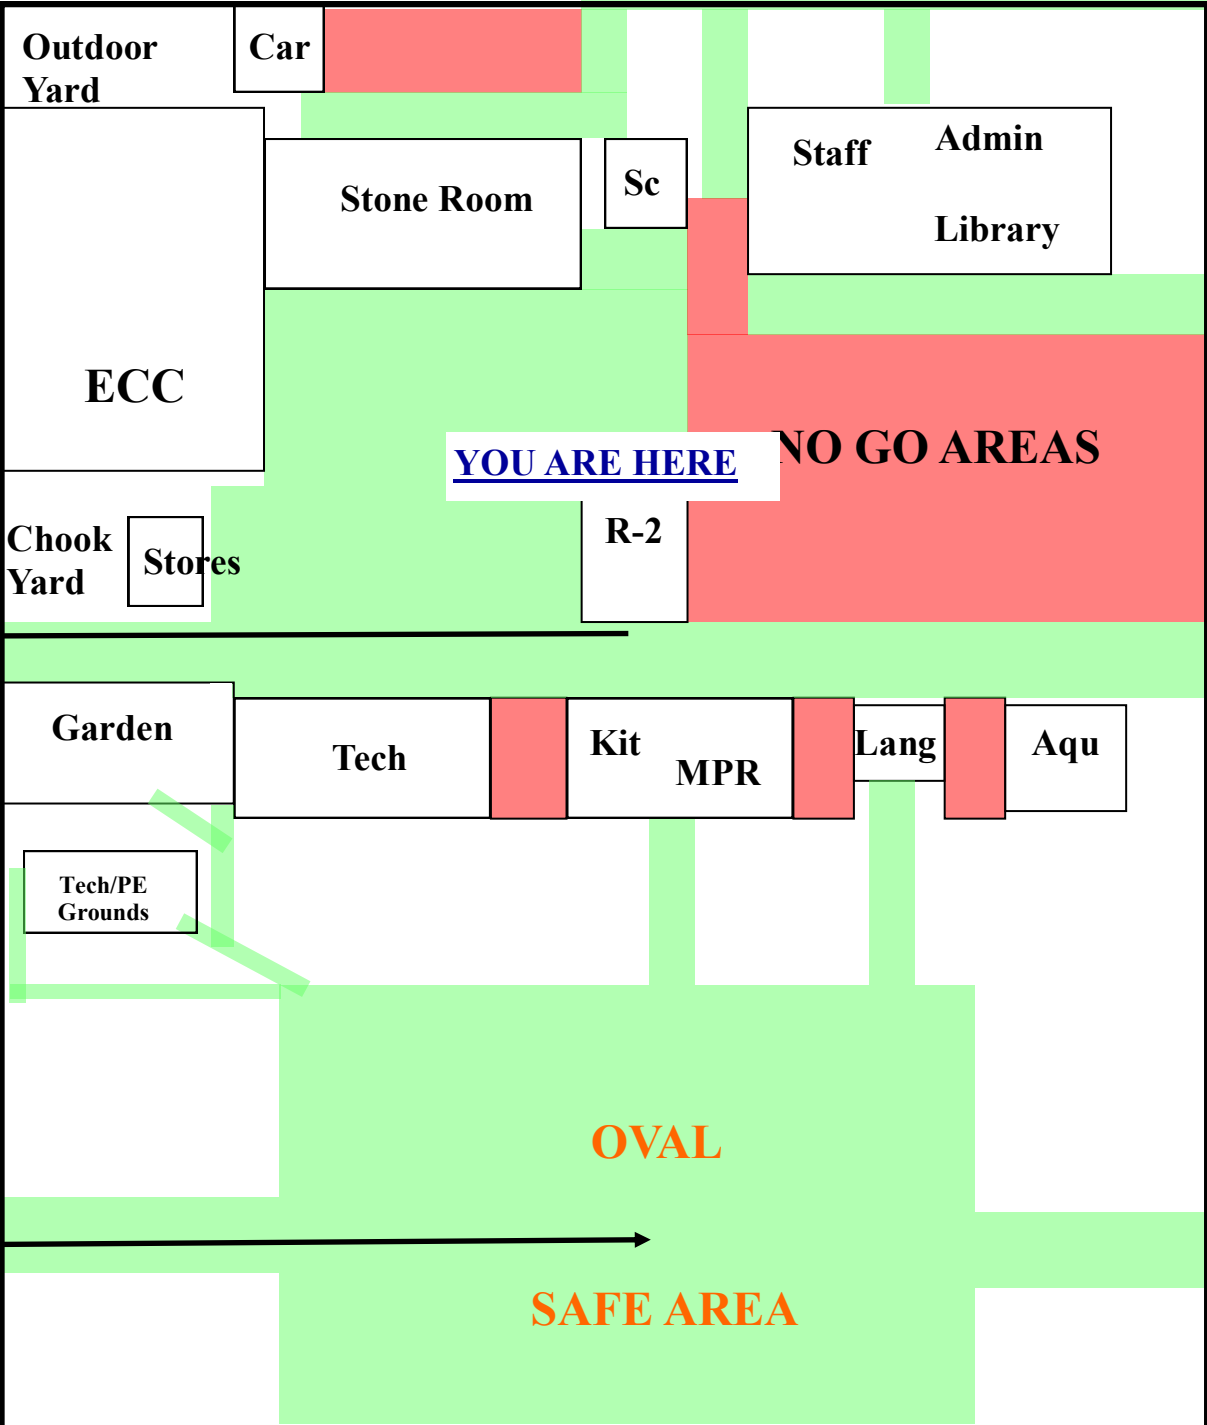 Outdoor
Yard
Car
Stone Room
Sc
Staff
Admin
Library
ECC
YOU ARE HERE
NO GO AREAS
R-2
Chook
Yard
Stores
Garden
Tech
Kit
MPR
Lang
Aqu
Tech/PE
Grounds
OVAL
SAFE AREA